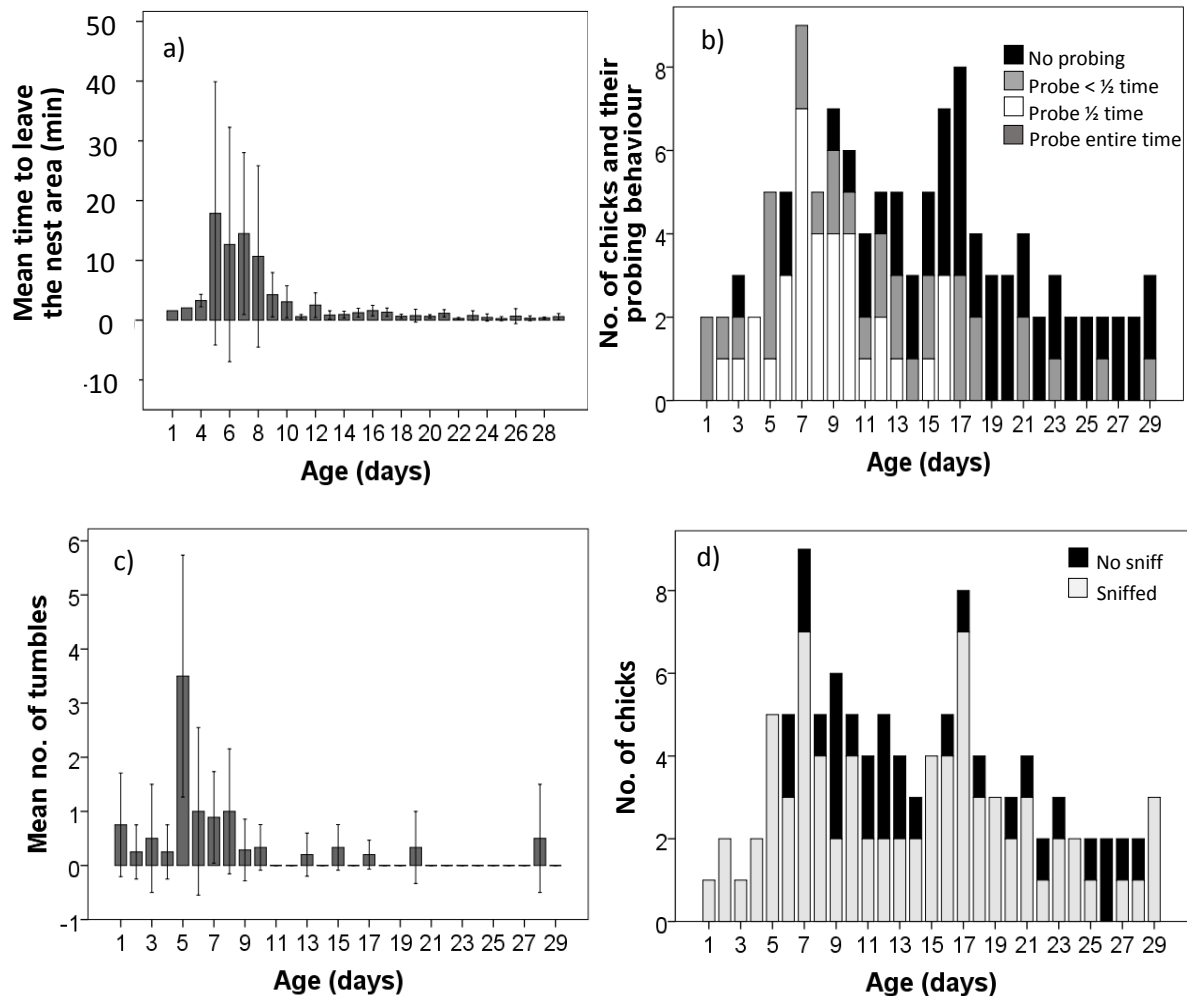 a)
Mean time to leave
the nest area (min)
50
40
30
20
10
0
-10
1 4 6 8 10 12 14 16 18 20 22 24 26 28
Age (days)
b)
No. of chicks and their
probing behaviour
8
6
4
2
0
No probing
Probe < ½ time
Probe ½ time
Probe entire time
1 3 5 7 9 11 13 15 17 19 21 23 25 27 29
Age (days)
c)
Mean no. of tumbles
6
5
4
3
2
1
0
-1
1 3 5 7 9 11 13 15 17 19 21 23 25 27 29
Age (days)
d)
No. of chicks
8
6
4
2
0
No sniff
Sniffed
1 3 5 7 9 11 13 15 17 19 21 23 25 27 29
Age (days)